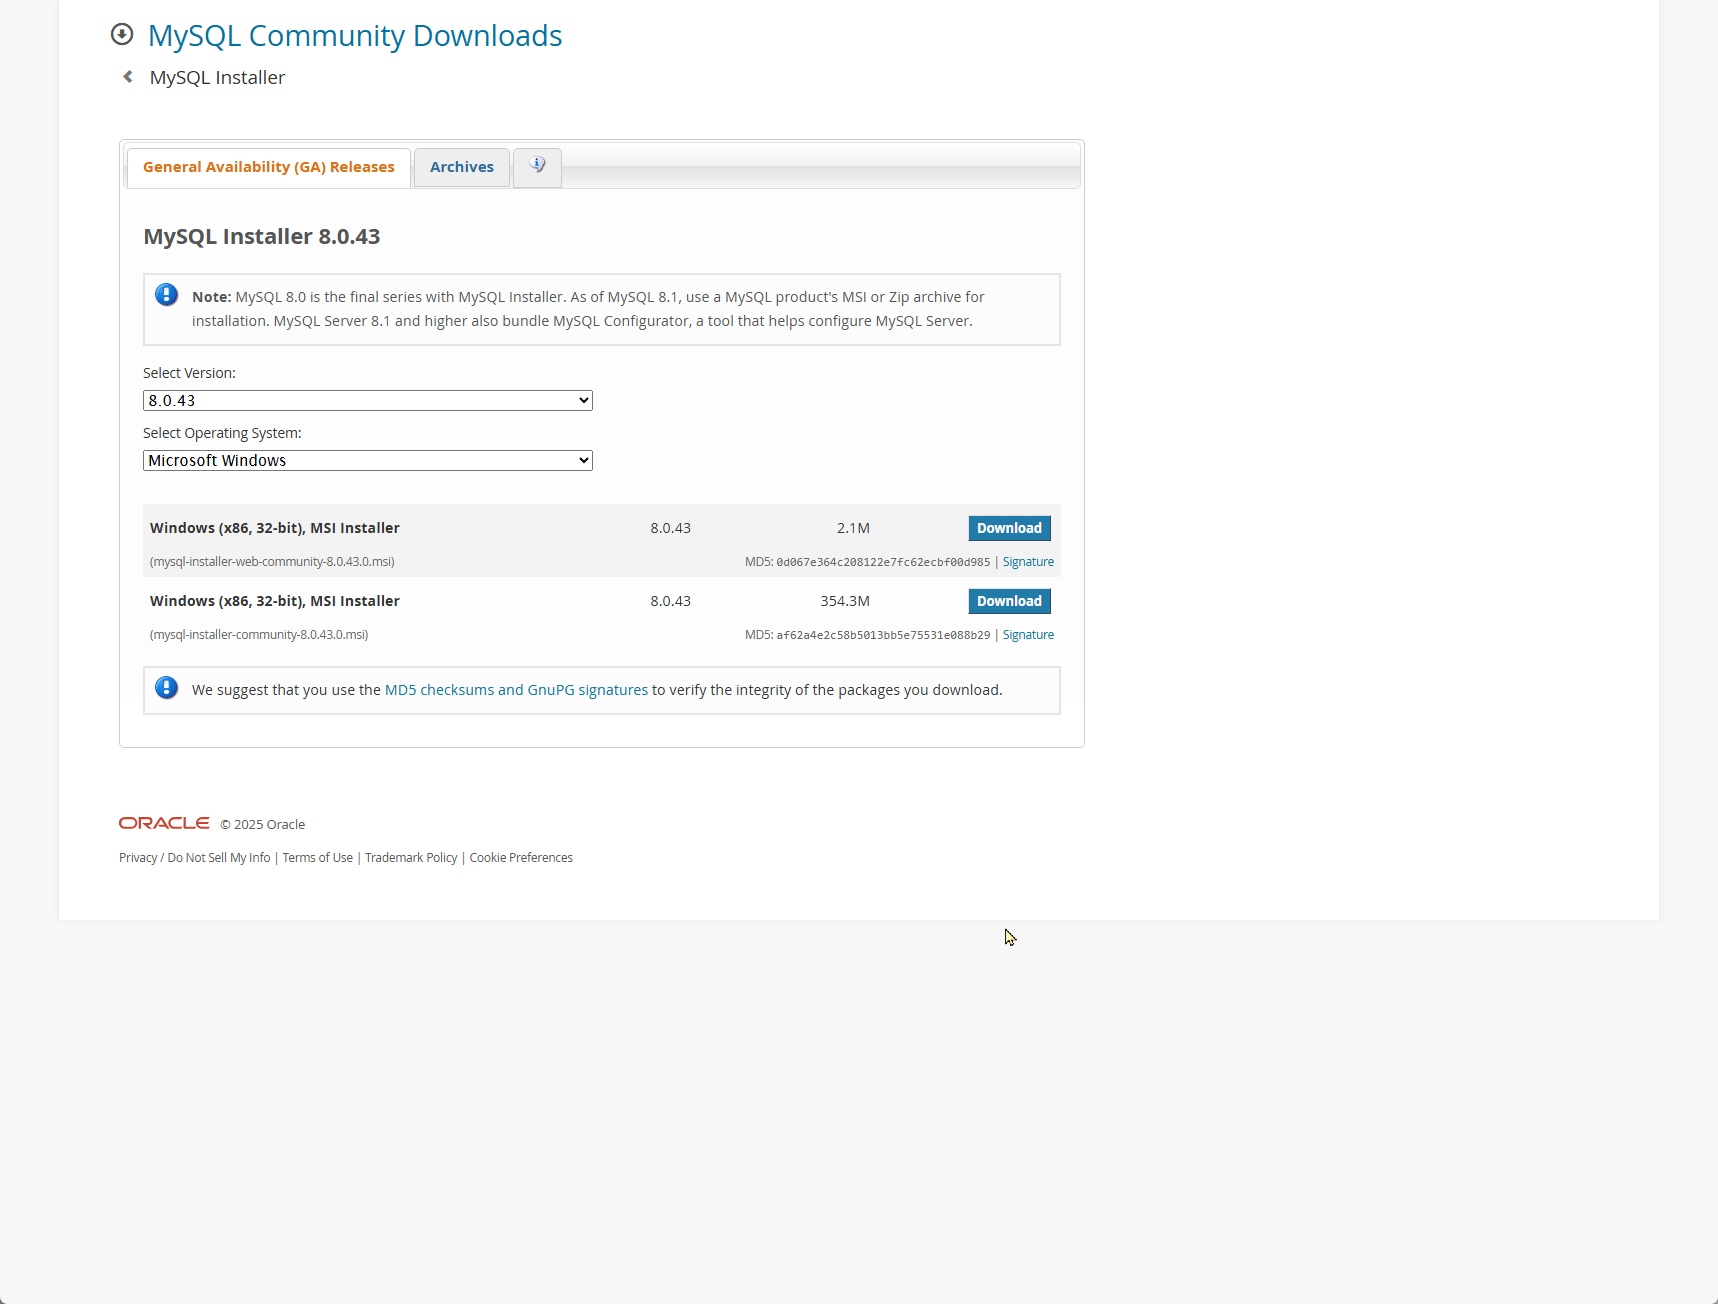 MySQL Community Downloads
MySQL Installer
General Availability (GA) Releases
Archives
MySQL Installer 8.0.43
Note: MySQL 8.0 is the final series with MySQL Installer. As of MySQL 8.1, use a MySQL product's MSI or Zip archive for
installation. MySQL Server 8.1 and higher also bundle MySQL Configurator, a tool that helps configure MySQL Server.
Select Version:
8.0.43
Select Operating System:
Microsoft Windows
Windows (x86, 32-bit), MSI Installer 8.0.43 2.1M Download
(mysql-installer-web-community-8.0.43.0.msi) MD5: 0d067e364c208122e7fc62ecbf00d985 | Signature
Windows (x86, 32-bit), MSI Installer 8.0.43 354.3M Download
(mysql-installer-community-8.0.43.0.msi) MD5: af62a4e2c58b5013bb5e75531e088b29 | Signature
We suggest that you use the MD5 checksums and GnuPG signatures to verify the integrity of the packages you download.
ORACLE © 2025 Oracle
Privacy / Do Not Sell My Info | Terms of Use | Trademark Policy | Cookie Preferences